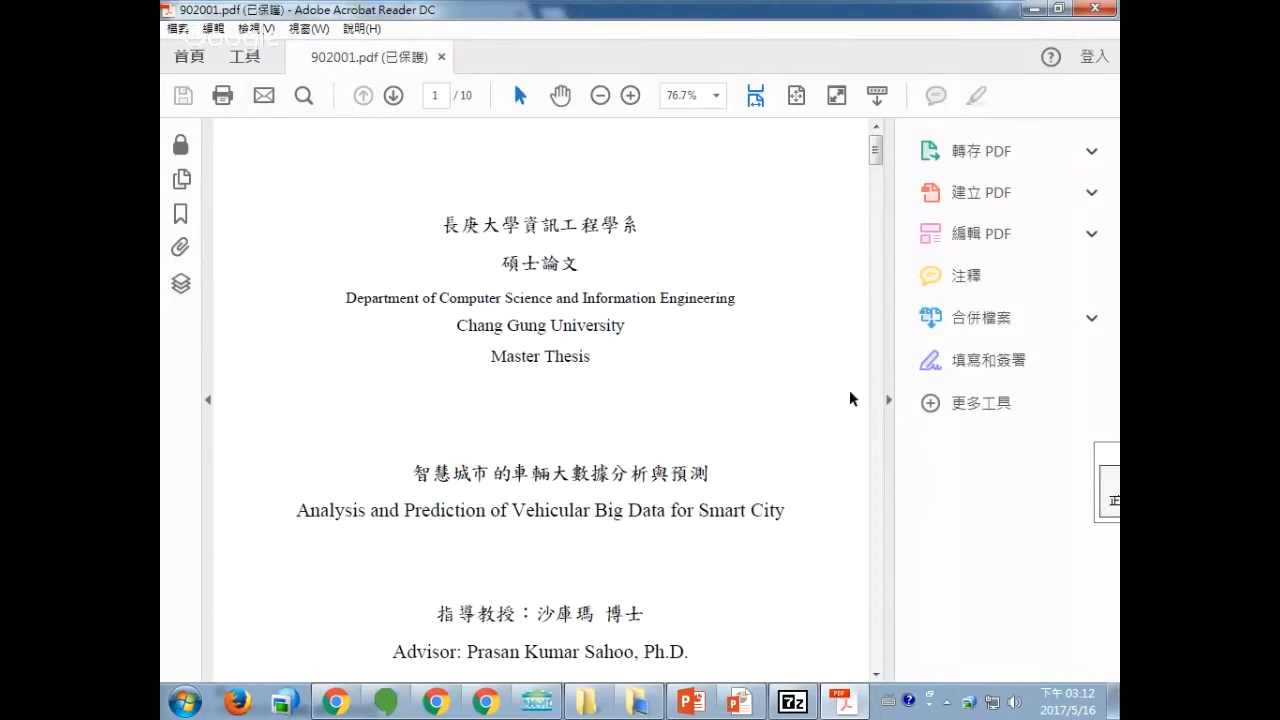 902001.pdf (已保護) - Adobe Acrobat Reader DC
檔案 編輯 檢視(V) 視窗(W) 說明(H)
Google
首頁 工具 902001.pdf (已保護) × 登入
1 / 10 76.7%
長庚大學資訊工程學系
碩士論文
Department of Computer Science and Information Engineering
Chang Gung University
Master Thesis
智慧城市的車輛大數據分析與預測
Analysis and Prediction of Vehicular Big Data for Smart City
指導教授：沙庫瑪 博士
Advisor: Prasan Kumar Sahoo, Ph.D.
轉存 PDF
建立 PDF
編輯 PDF
注釋
合併檔案
填寫和簽署
更多工具
正
7z
PDF
下午 03:12
2017/5/16